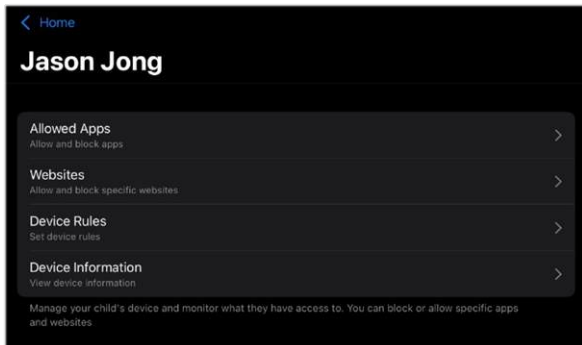 Home
Jason Jong
Allowed Apps
Allow and block apps
Websites
Allow and block specific websites
Device Rules
Set device rules
Device Information
View device information
Manage your child's device and monitor what they have access to. You can block or allow specific apps
and websites